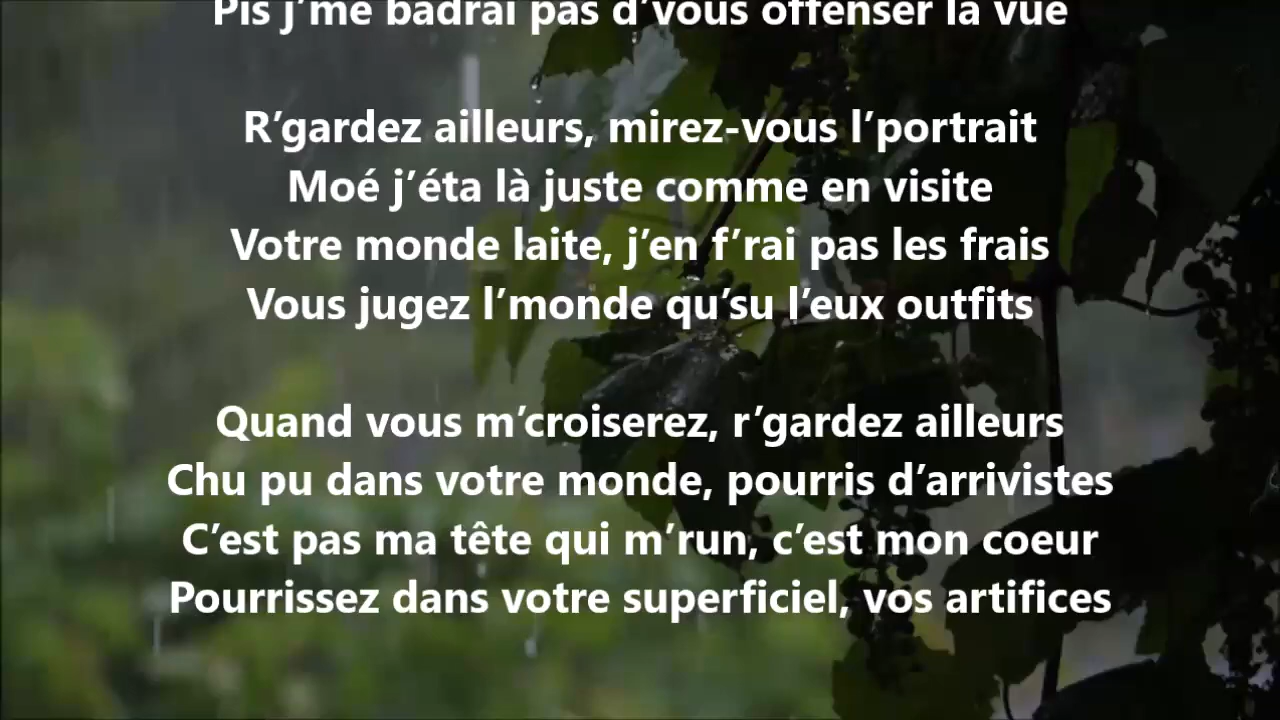 Pis j’me badrai pas d’vous offenser la vue
R’gardez ailleurs, mirez-vous l’portrait
Moé j’éta là juste comme en visite
Votre monde laite, j’en f’rai pas les frais
Vous jugez l’monde qu’su l’eux outfits
Quand vous m’croiserez, r’gardez ailleurs
Chu pu dans votre monde, pourris d’arrivistes
C’est pas ma tête qui m’run, c’est mon coeur
Pourrissez dans votre superficiel, vos artifices